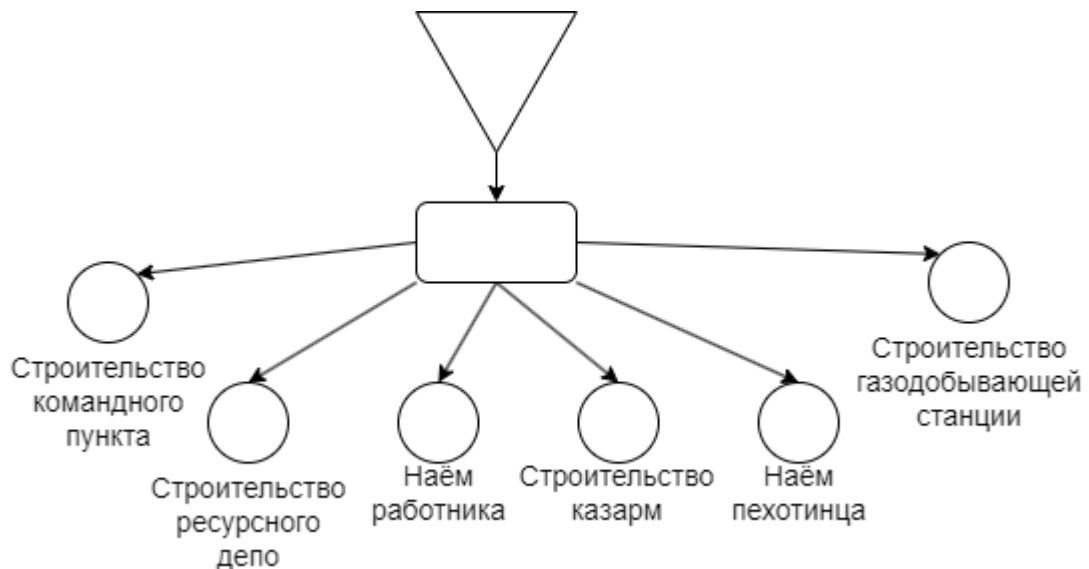 Строительство
командного
пункта
Строительство
ресурсного
депо
Наём
работника
Строительство
казарм
Наём
пехотинца
Строительство
газодобывающей
станции